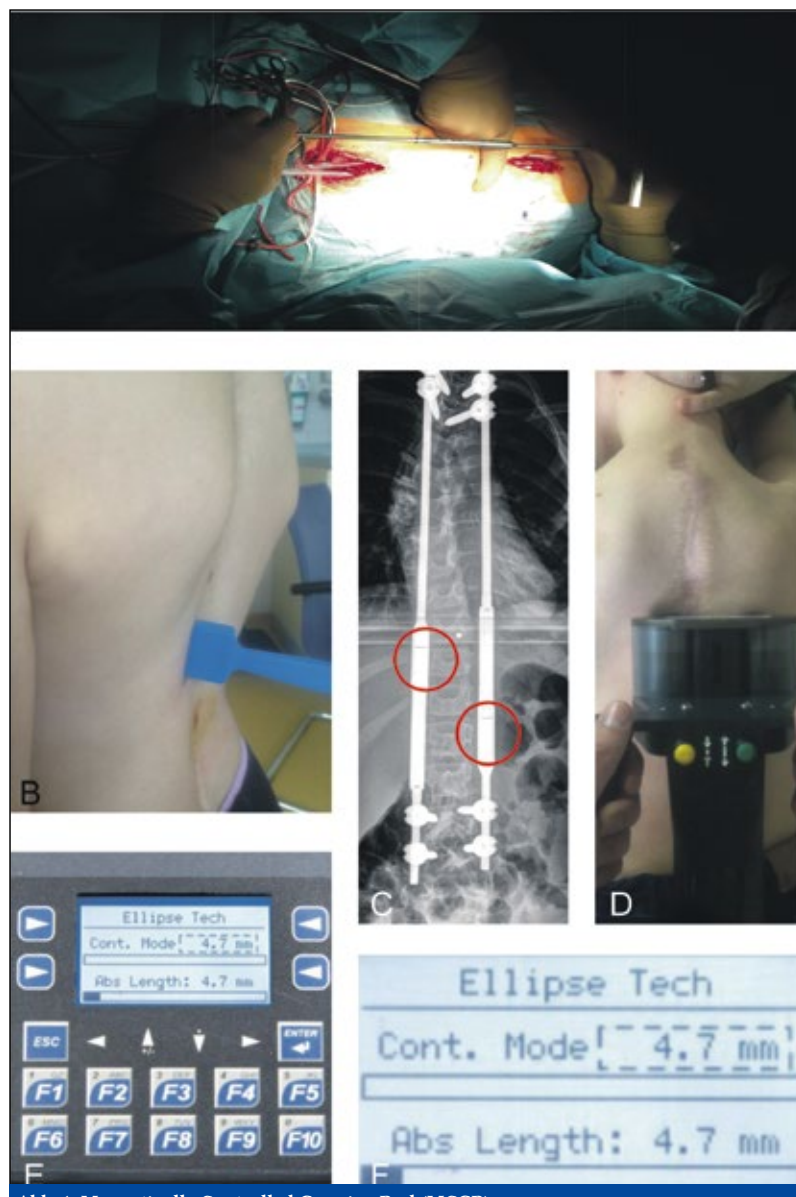 B
C
D
Ellipse Tech
Cont. Mode 4.7 mm
Abs Length: 4.7 mm
ESC
ENTER
F1 F2 F3 F4 F5
F6 F7 F8 F9 F10
E
Ellipse Tech
Cont. Mode 4.7 mm
Abs Length: 4.7 mm
F